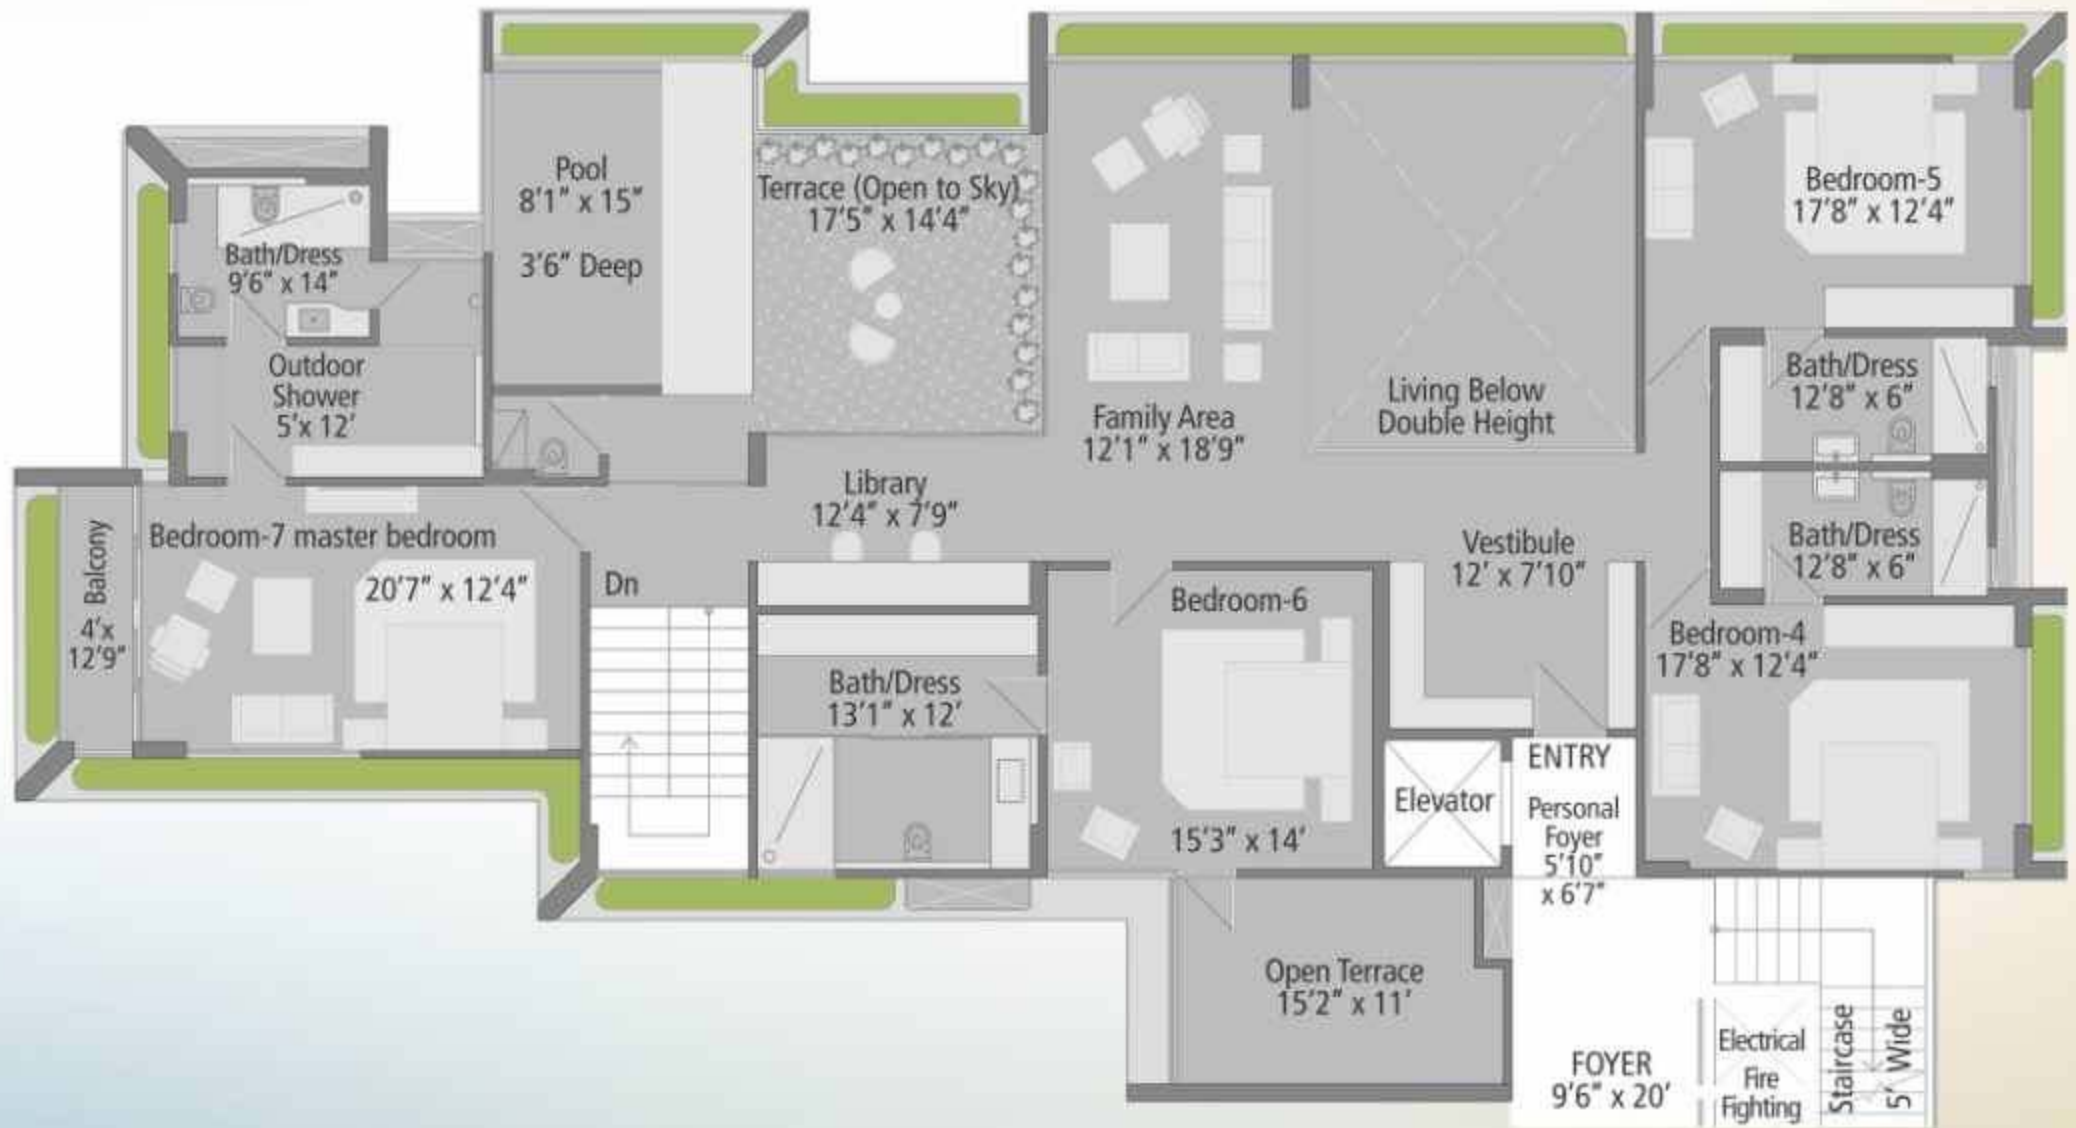 Pool
8'1" x 15"
3'6" Deep
Terrace (Open to Sky)
17'5" x 14'4"
Bath/Dress
9'6" x 14"
Outdoor
Shower
5'x 12'
Bedroom-5
17'8" x 12'4"
Living Below
Double Height
Family Area
12'1" x 18'9"
Bath/Dress
12'8" x 6"
Library
12'4" x 7'9"
Balcony
4'x
12'9"
Bedroom-7 master bedroom
20'7" x 12'4"
Dn
Vestibule
12' x 7'10"
Bath/Dress
12'8" x 6"
Bedroom-6
15'3" x 14'
Bedroom-4
17'8" x 12'4"
Bath/Dress
13'1" x 12'
Elevator
ENTRY
Personal
Foyer
5'10"
x 6'7"
Open Terrace
15'2" x 11'
FOYER
9'6" x 20'
Electrical
Fire
Fighting
Staircase
5' Wide